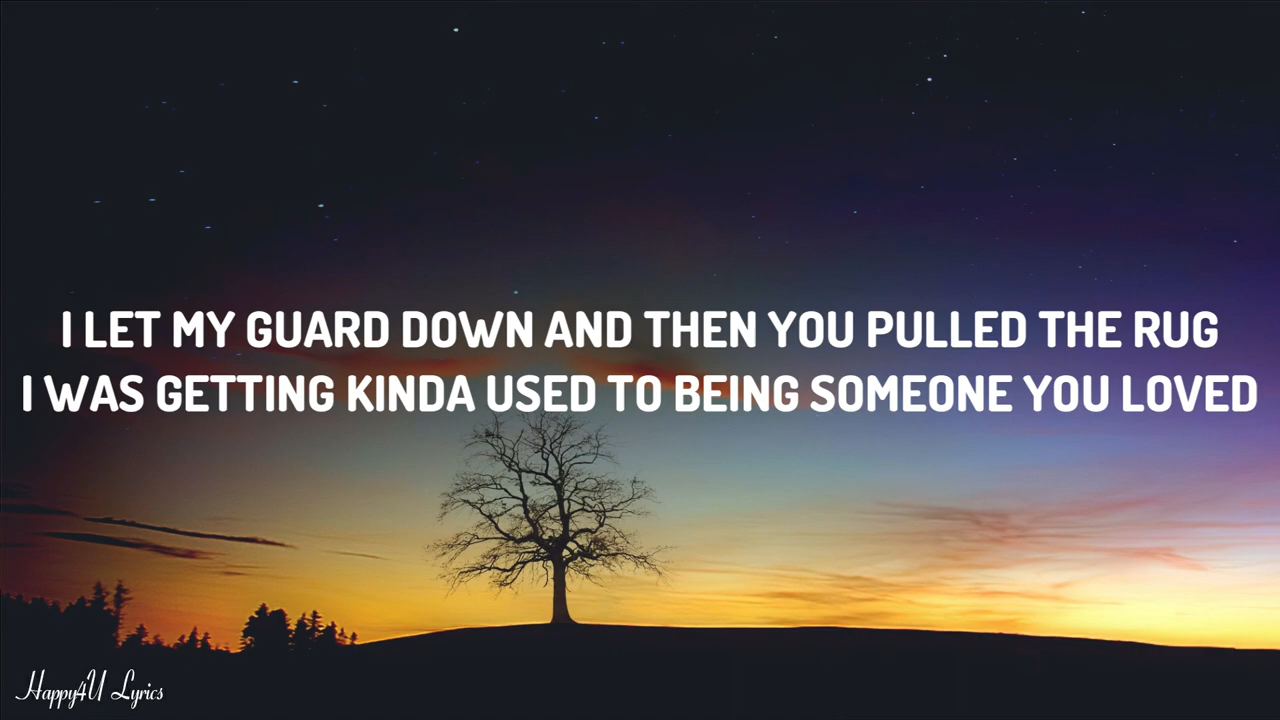 I LET MY GUARD DOWN AND THEN YOU PULLED THE RUG
I WAS GETTING KINDA USED TO BEING SOMEONE YOU LOVED
Happy4U Lyrics